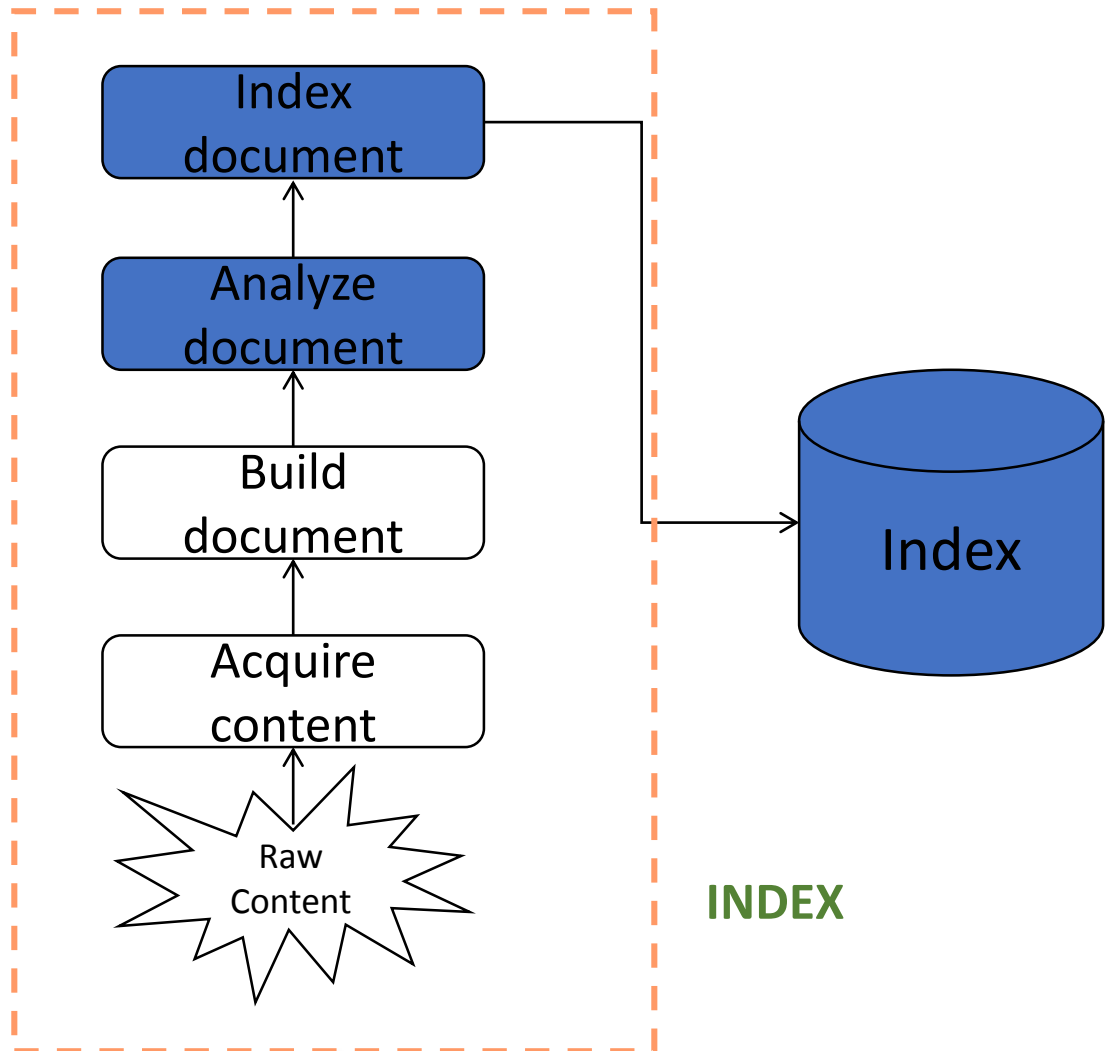 Index
document
Analyze
document
Build
document
Acquire
content
Raw
Content
Index
INDEX